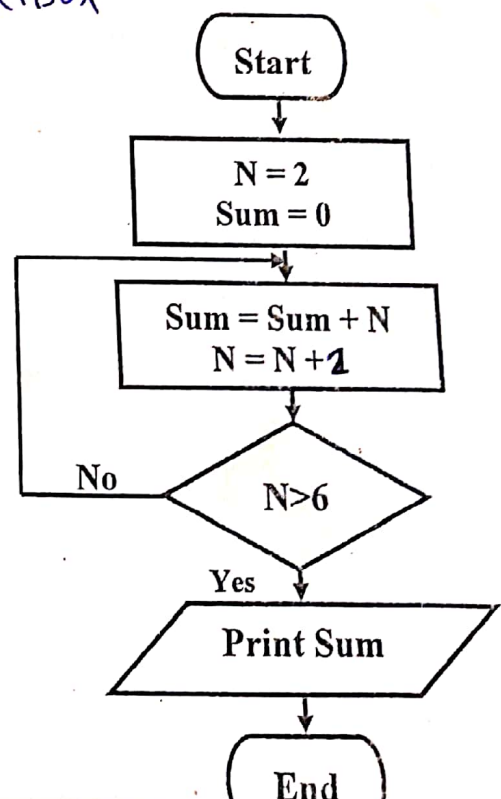 Start
N = 2
Sum = 0
Sum = Sum + N
N = N +2
No
N>6
Yes
Print Sum
End